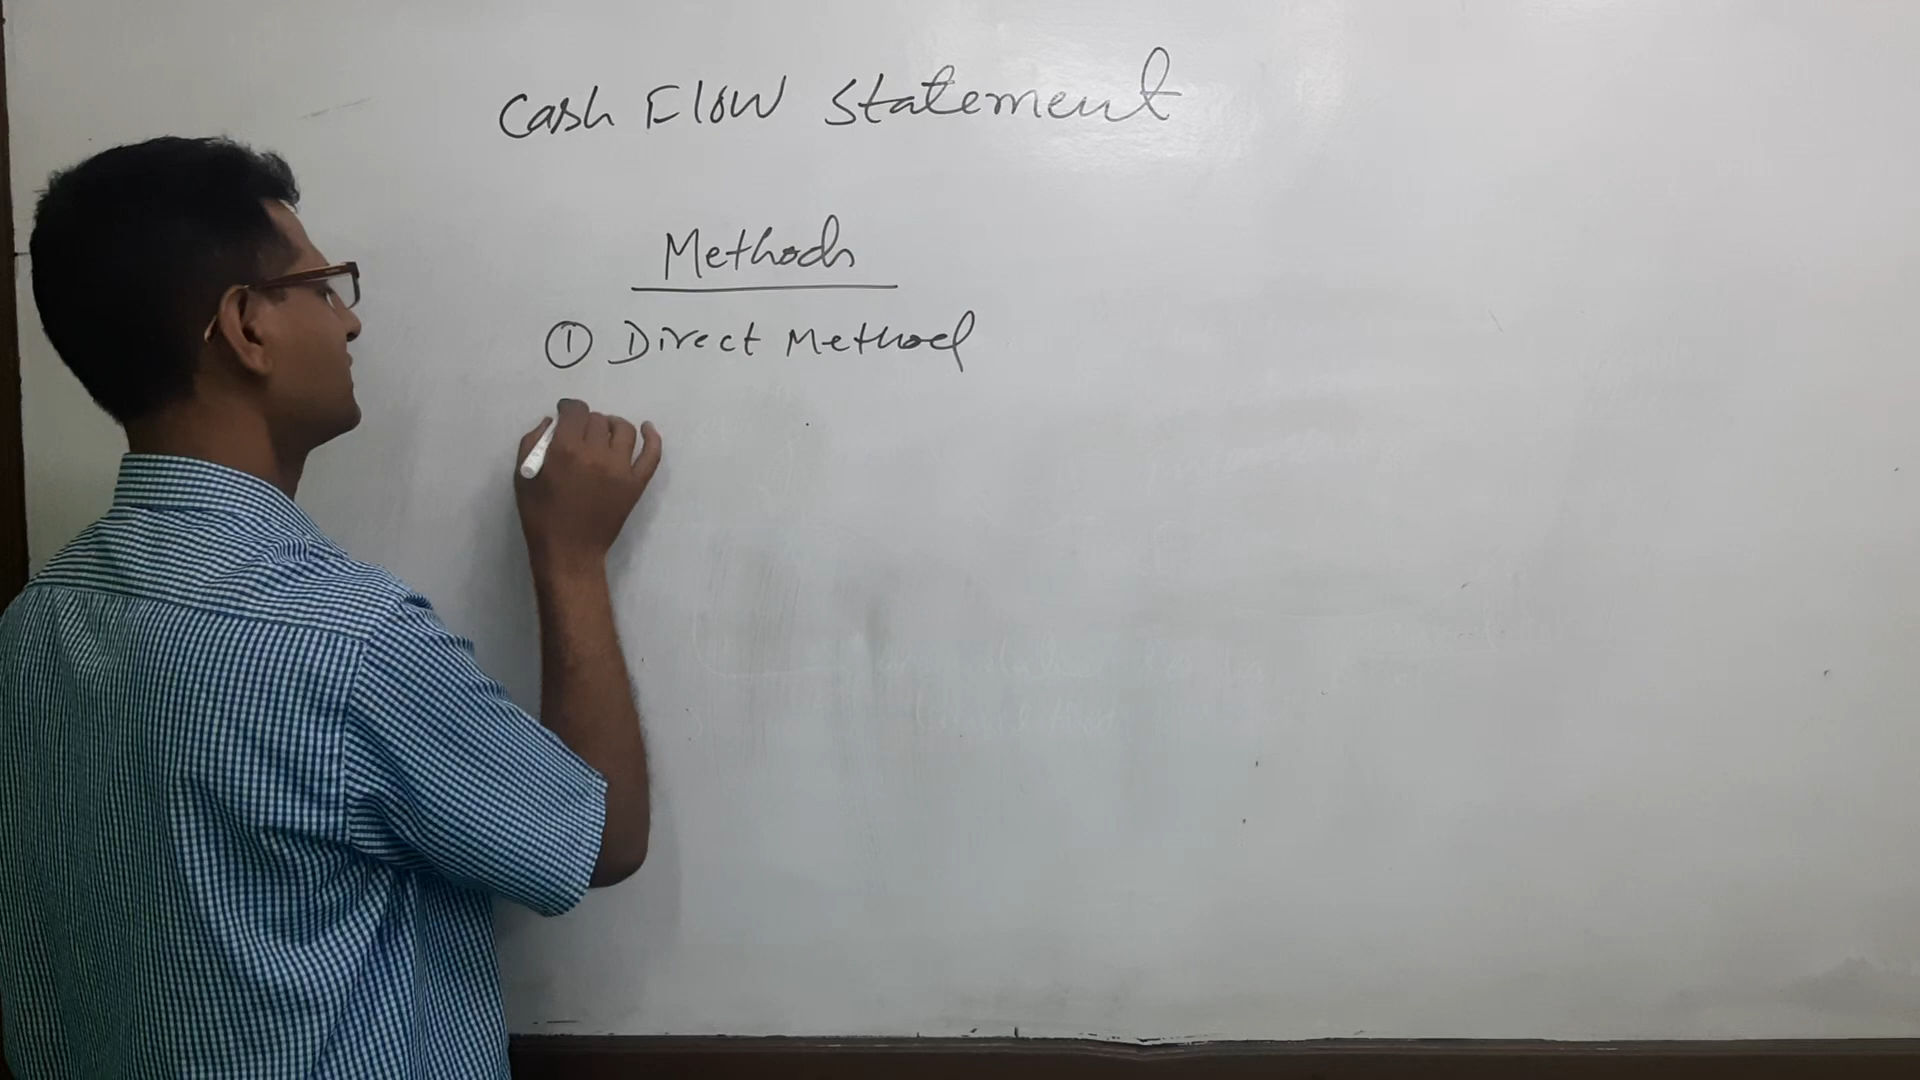 Cash Flow Statement
Methods
① Direct Method